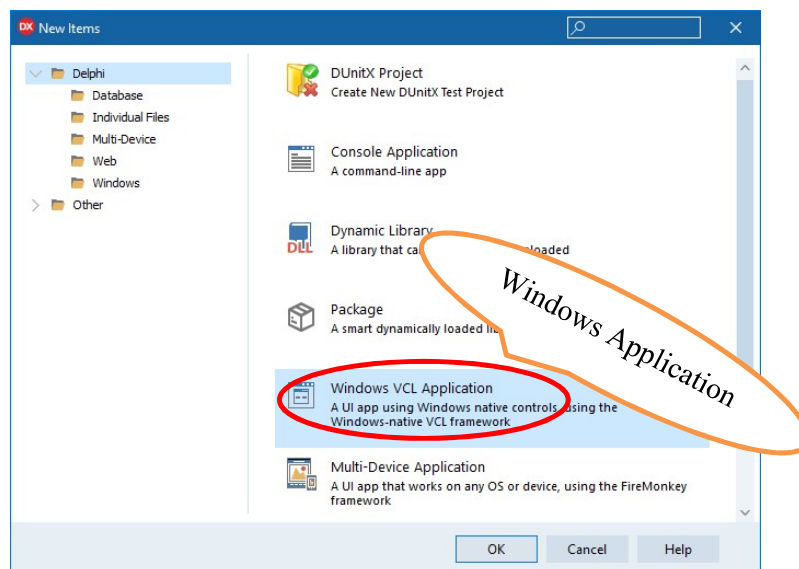 DX New Items
Delphi
Database
Individual Files
Multi-Device
Web
Windows
Other
DUnitX Project
Create New DUnitX Test Project
Console Application
A command-line app
Dynamic Library
DLL
A library that loaded
Package
A smart dynamically loaded
Windows VCL Application
A UI app using Windows native controls, using the
Windows-native VCL framework
Multi-Device Application
A UI app that works on any OS or device, using the FireMonkey
framework
Windows Application
OK
Cancel
Help